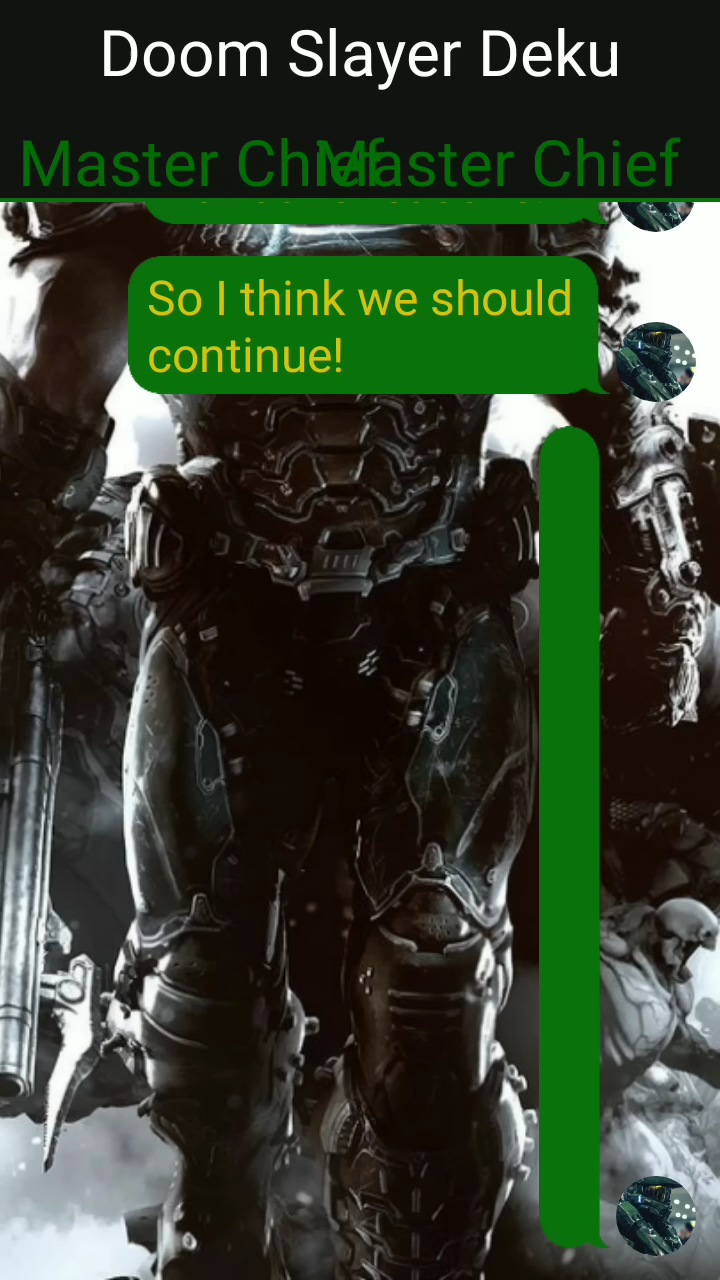 Doom Slayer Deku
Master Chief Master Chief
So I think we should
continue!